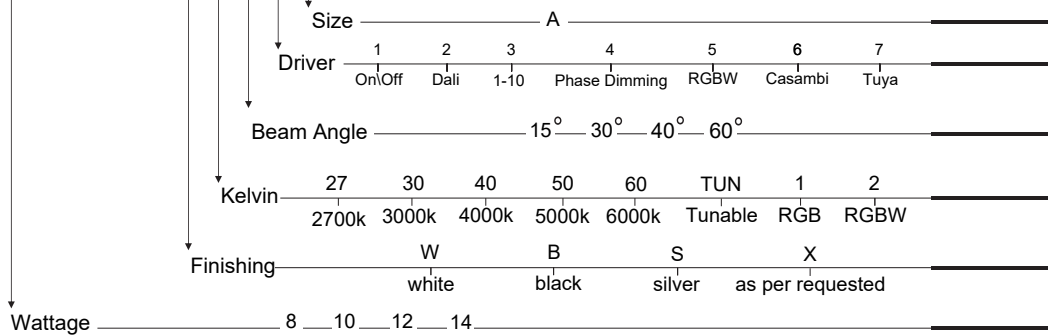 Size A
1 2 3 4 5 6 7
Driver
On\Off Dali 1-10 Phase Dimming RGBW Casambi Tuya
Beam Angle 15° 30° 40° 60°
27 30 40 50 60 TUN 1 2
Kelvin
2700k 3000k 4000k 5000k 6000k Tunable RGB RGBW
W B S X
Finishing
white black silver as per requested
Wattage 8 10 12 14